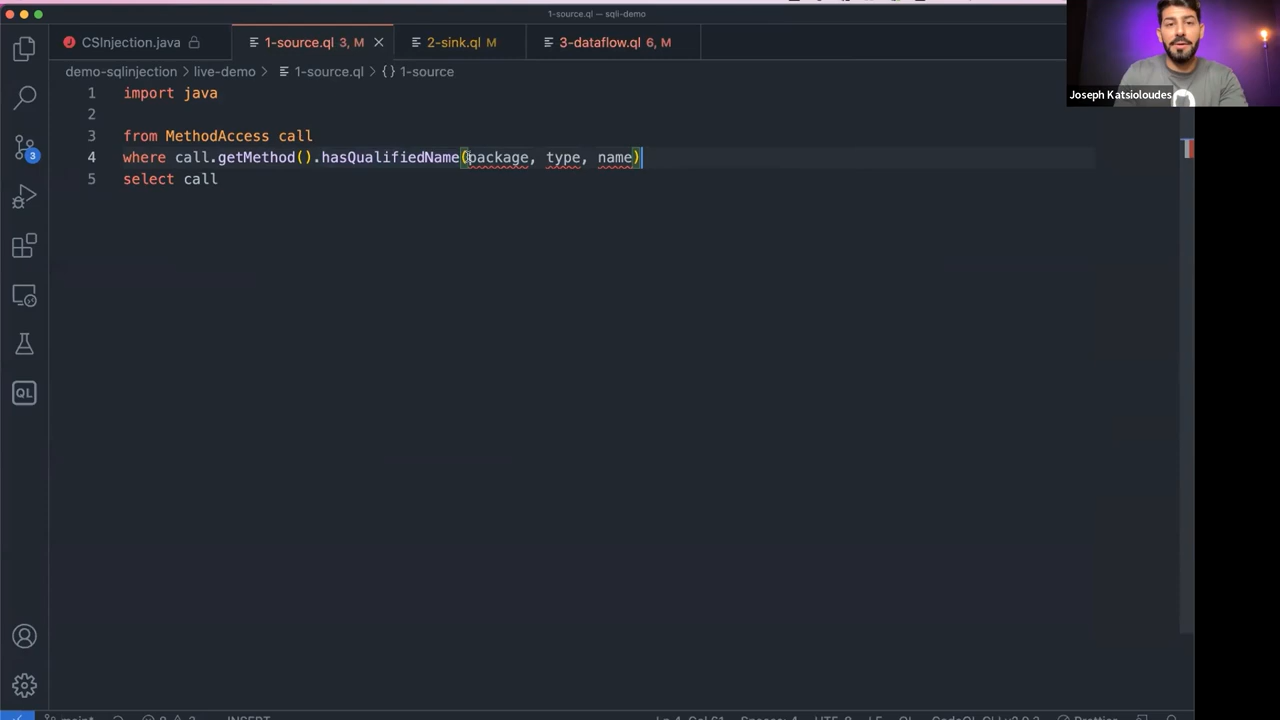 1-source.ql — sqli-demo
CSInjection.java
1-source.ql 3, M
2-sink.ql M
3-dataflow.ql 6, M
demo-sqlinjection > live-demo > 1-source.ql > {} 1-source
Joseph Katsioloudes
1 import java
2
3 from MethodAccess call
4 where call.getMethod().hasQualifiedName(package, type, name)
5 select call
3
QL